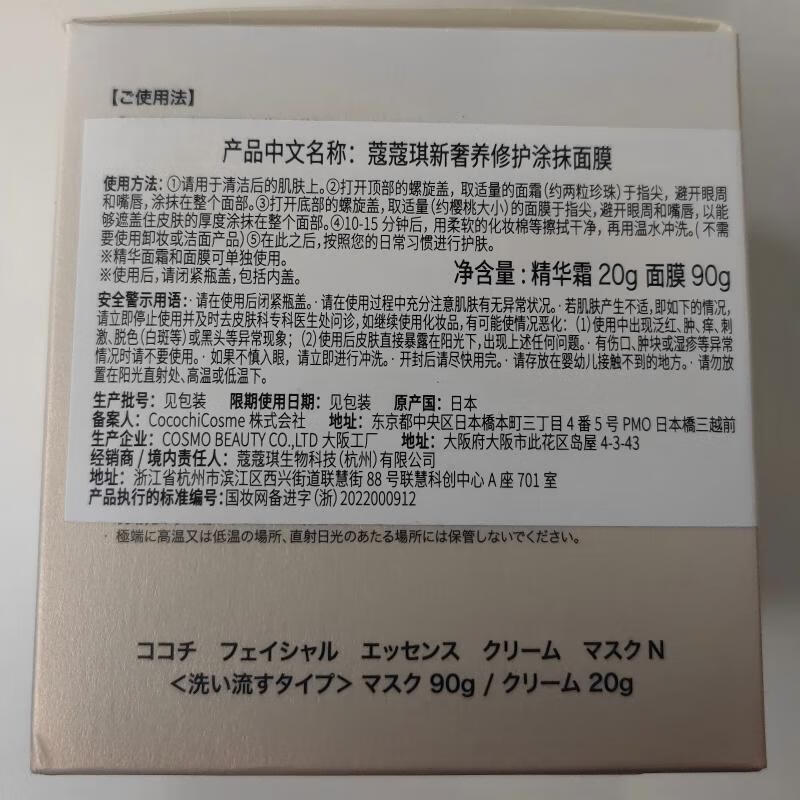 【ご使用法】
产品中文名称：蔻蔻琪新奢养修护涂抹面膜
使用方法：①请用于清洁后的肌肤上。②打开顶部的螺旋盖，取适量的面霜（约两粒珍珠）于指尖，避开眼周
和嘴唇，涂抹在整个面部。③打开底部的螺旋盖，取适量（约樱桃大小）的面膜于指尖，避开眼周和嘴唇，以能
够遮盖住皮肤的厚度涂抹在整个面部。④10-15 分钟后，用柔软的化妆棉等擦拭干净，再用温水冲洗。（不需
要使用卸妆或洁面产品）⑤在此之后，按照您的日常习惯进行护肤。
※精华面霜和面膜可单独使用。
※使用后，请闭紧瓶盖，包括内盖。
净含量：精华霜 20g 面膜 90g
安全警示用语：· 请在使用后闭紧瓶盖。· 请在使用过程中充分注意肌肤有无异常状况。· 若肌肤产生不适，即如下的情况，
请立即停止使用并及时去皮肤科专科医生处问诊，如继续使用化妆品，有可能使情况恶化：（1）使用中出现泛红、肿、痒、刺
激、脱色（白斑等）或黑头等异常现象；（2）使用后皮肤直接暴露在阳光下，出现上述任何问题。· 有伤口、肿块或湿疹等异常
情况时请不要使用。· 如果不慎入眼，请立即进行冲洗。· 开封后请尽快用完。· 请存放在婴幼儿接触不到的地方。· 请勿放
置在阳光直射处、高温或低温下。
生产批号：见包装 限期使用日期：见包装 原产国：日本
备案人：CocochiCosme 株式会社 地址：东京都中央区日本橋本町三丁目 4 番 5 号 PMO 日本橋三越前
生产企业：COSMO BEAUTY CO.,LTD 大阪工厂 地址：大阪府大阪市此花区岛屋 4-3-43
经销商 / 境内责任人：蔻蔻琪生物科技（杭州）有限公司
地址：浙江省杭州市滨江区西兴街道联慧街 88 号联慧科创中心 A 座 701 室
产品执行的标准编号：国妆网备进字（浙）2022000912
· 極端に高温又は低温の場所、直射日光のあたる場所には保管しないでください。
ココチ フェイシャル エッセンス クリーム マスク N
＜洗い流すタイプ＞ マスク 90g / クリーム 20g